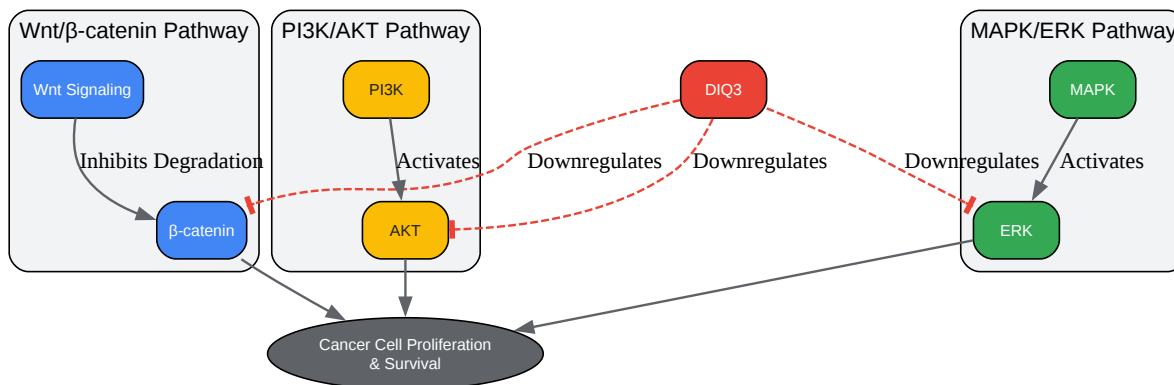 Wnt/β-catenin Pathway
PI3K/AKT Pathway
MAPK/ERK Pathway
Wnt Signaling
PI3K
DIQ3
MAPK
Inhibits Degradation
Activates
Downregulates
Downregulates
Downregulates
Activates
β-catenin
AKT
ERK
Cancer Cell Proliferation
& Survival